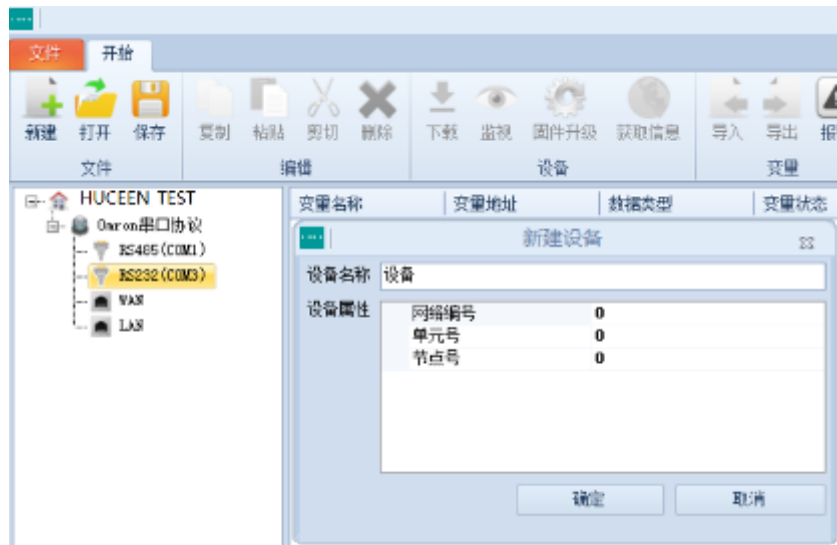 文件 开始
新建 打开 保存 复制 粘贴 剪切 删除 下载 监视 固件升级 获取信息 导入 导出 报
文件 编辑 设备 变量
HUCEEN TEST
Omron串口协议
RS485(COM1)
RS232(COM3)
WAN
LAN
变量名称 变量地址 数据类型 变量状态
新建设备
设备名称 设备
设备属性
网络编号 0
单元号 0
节点号 0
确定 取消